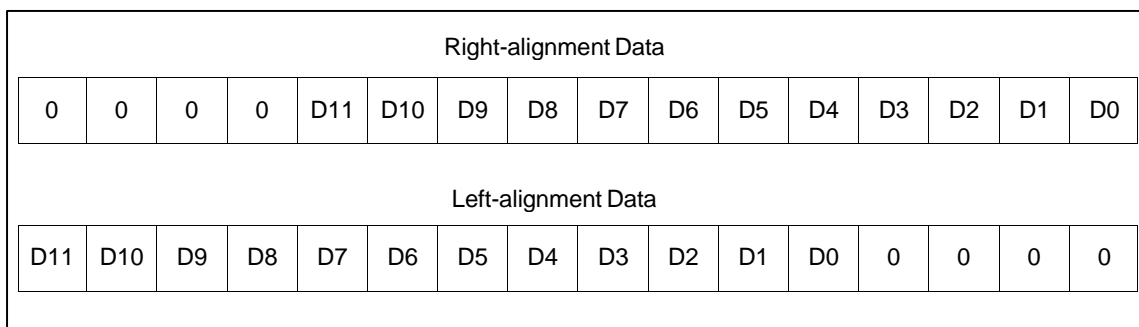 Right-alignment Data
0 0 0 0 D11 D10 D9 D8 D7 D6 D5 D4 D3 D2 D1 D0
Left-alignment Data
D11 D10 D9 D8 D7 D6 D5 D4 D3 D2 D1 D0 0 0 0 0